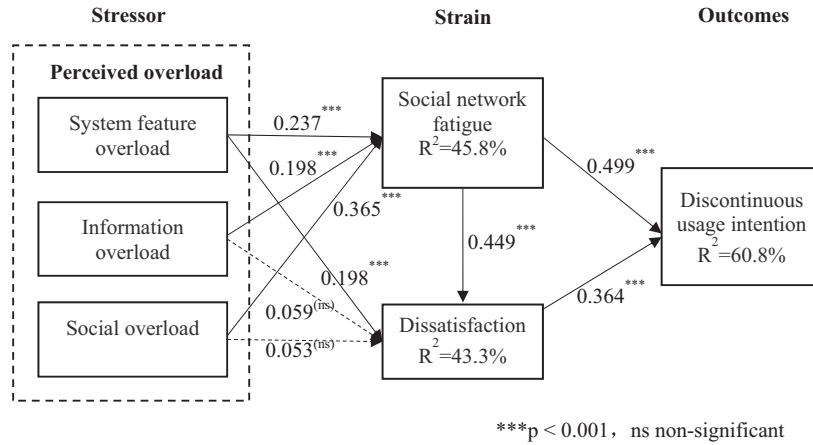 Stressor
Strain
Outcomes
Perceived overload
System feature
overload
Information
overload
Social overload
0.237***
0.198***
0.365***
0.198***
0.059(ns)
0.053(ns)
Social network
fatigue
R²=45.8%
0.449***
Dissatisfaction
R²=43.3%
0.499***
0.364***
Discontinuous
usage intention
R²=60.8%
***p < 0.001, ns non-significant